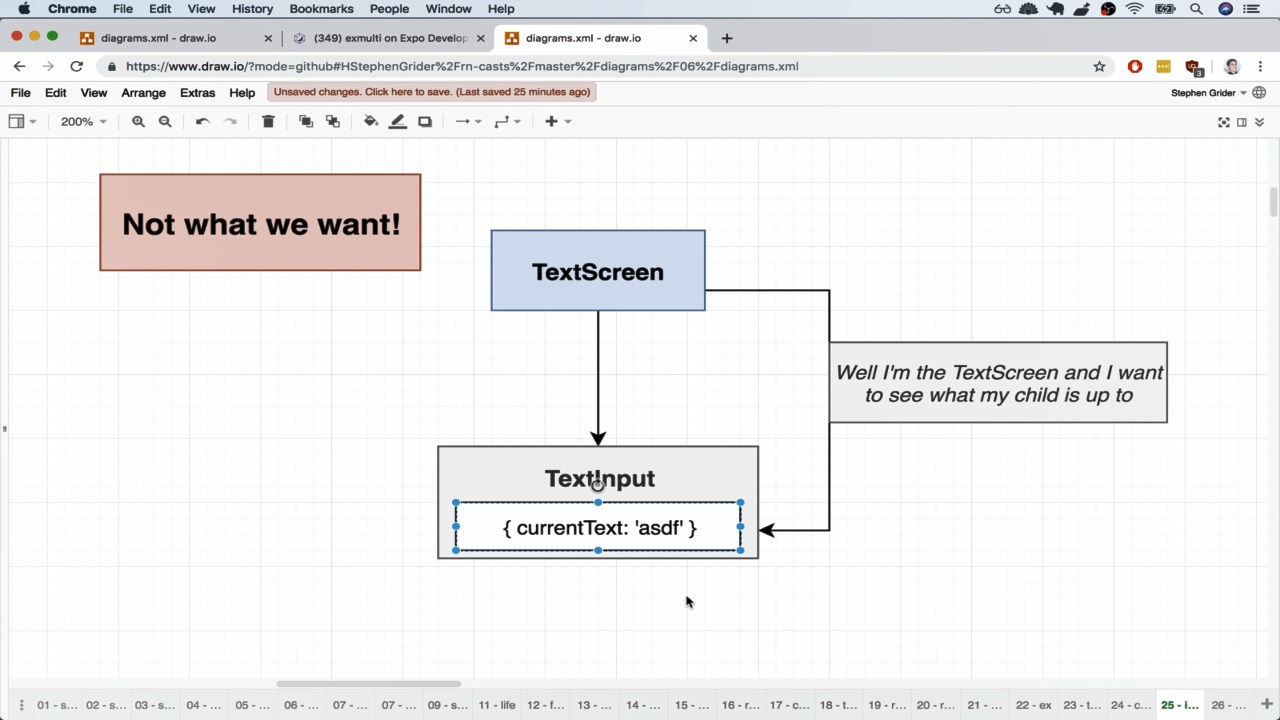 Chrome File Edit View History Bookmarks People Window Help
diagrams.xml - draw.io
(349) exmulti on Expo Develop
diagrams.xml - draw.io
https://www.draw.io/?mode=github#HStephenGrider%2Frn-casts%2Fmaster%2Fdiagrams%2F06%2Fdiagrams.xml
3
File Edit View Arrange Extras Help
Unsaved changes. Click here to save. (Last saved 25 minutes ago)
Stephen Grider
200%
Not what we want!
TextScreen
Well I'm the TextScreen and I want
to see what my child is up to
TextInput
{ currentText: 'asdf' }
01 - s... 02 - s... 03 - s... 04 - ... 05 - ... 06 - ... 07 - ... 07 - ... 09 - s... 11 - life 12 - f... 13 - ... 14 - ... 15 - ... 16 - r... 17 - c... 18 - t... 19 - r... 20 - r... 21 - ... 22 - ex 23 - t... 24 - c... 25 - i... 26 - ...